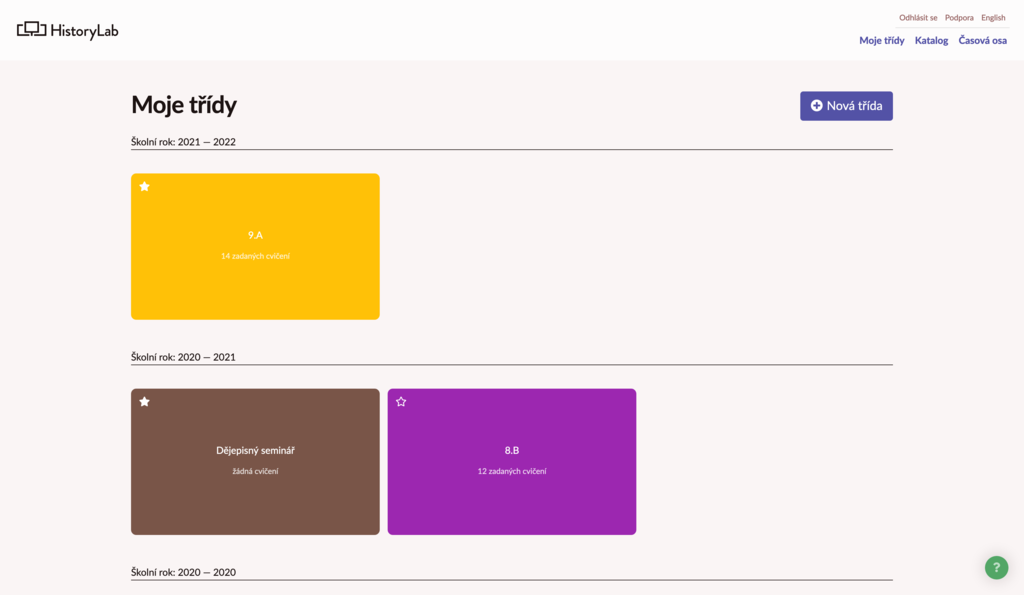 HistoryLab
Odhlásit se Podpora English
Moje třídy Katalog Časová osa
Moje třídy
Nová třída
Školní rok: 2021 — 2022
9.A
14 zadaných cvičení
Školní rok: 2020 — 2021
Dějepisný seminář
žádná cvičení
8.B
12 zadaných cvičení
Školní rok: 2020 — 2020
?